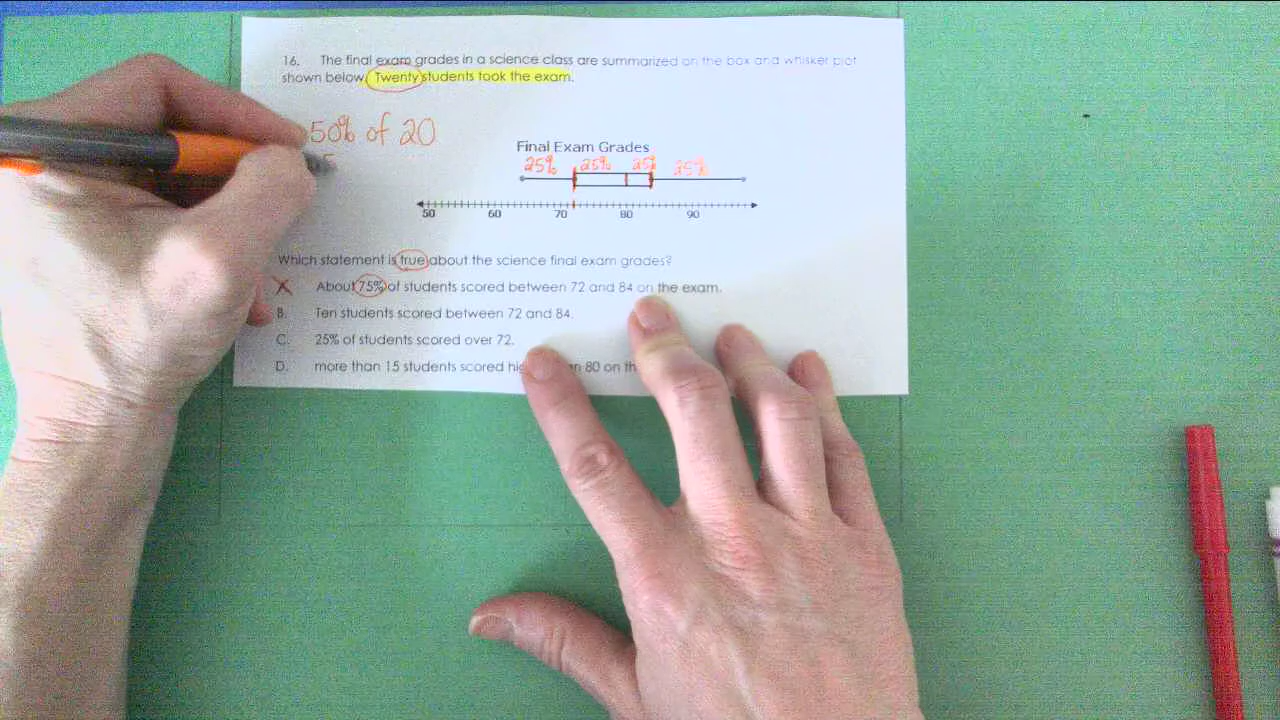 16. The final exam grades in a science class are summarized on the box and whisker plot
shown below. Twenty students took the exam.
50% of 20
5
Final Exam Grades
25% 25% 25% 25%
50 60 70 80 90
Which statement is true about the science final exam grades?
X About 75% of students scored between 72 and 84 on the exam.
B. Ten students scored between 72 and 84.
C. 25% of students scored over 72.
D. more than 15 students scored 80 on